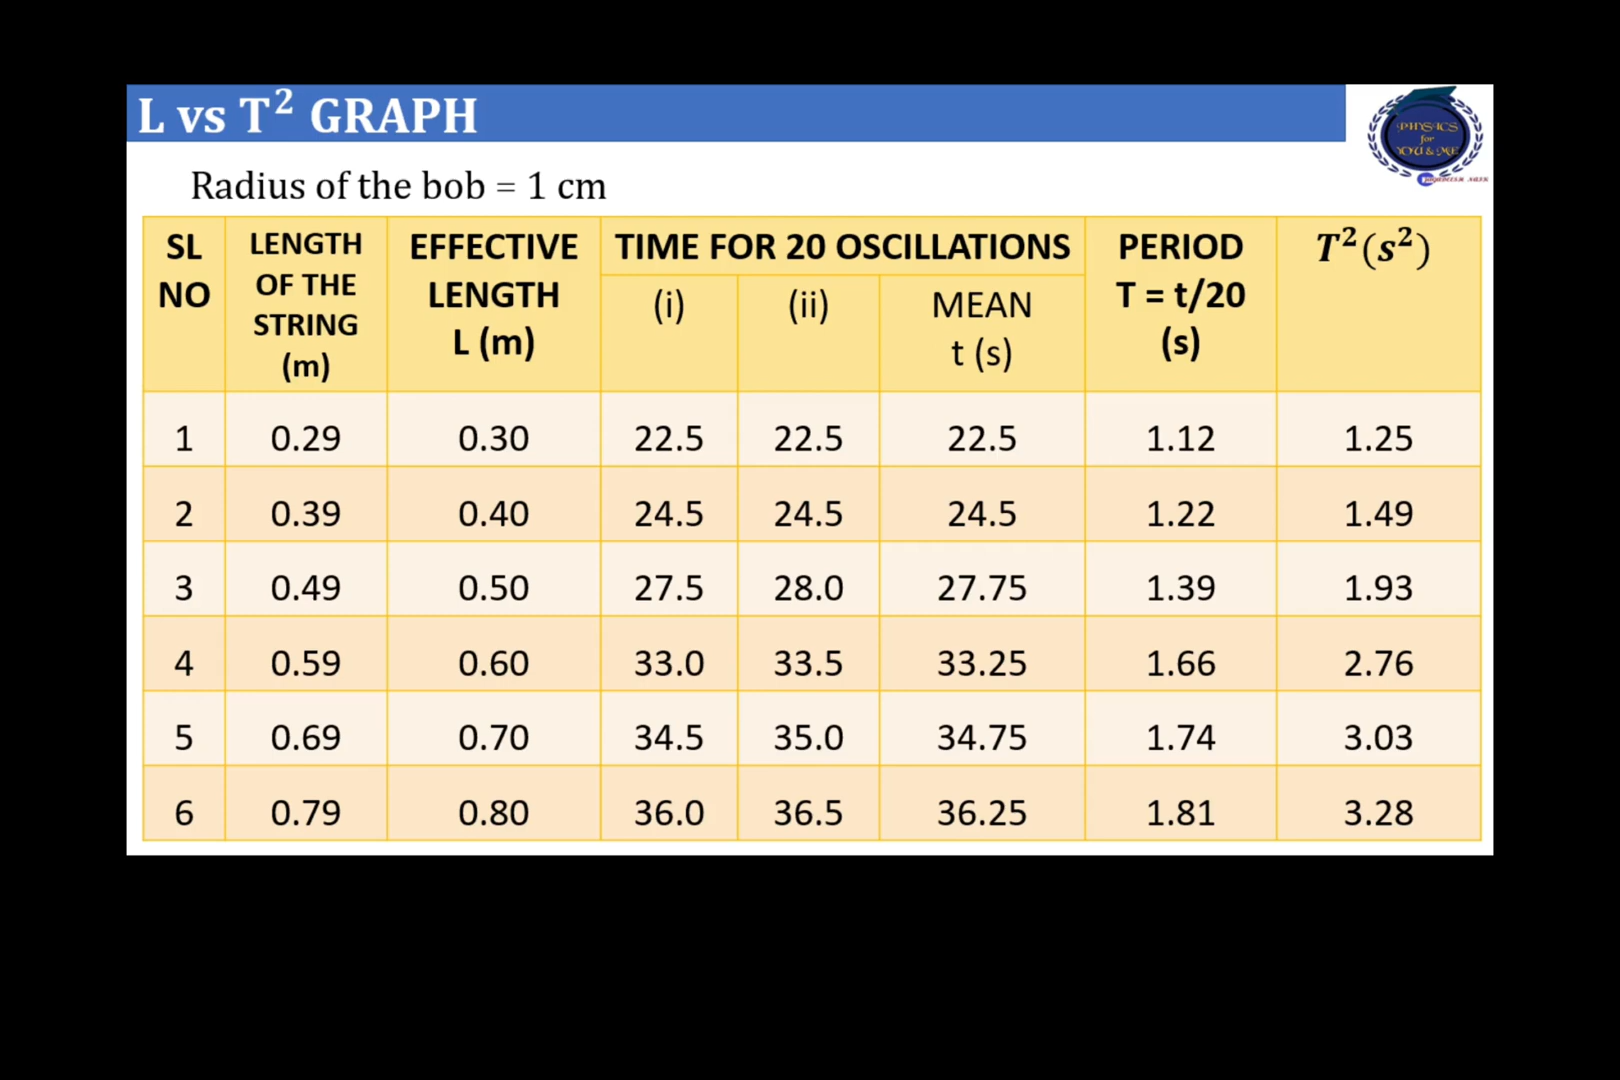 L vs T² GRAPH
PHYSICS
for
YOU & ME
Radius of the bob = 1 cm
SL NO
LENGTH OF THE STRING (m)
EFFECTIVE LENGTH L (m)
TIME FOR 20 OSCILLATIONS
(i) (ii) MEAN t (s)
PERIOD T = t/20 (s)
T²(s²)
1 0.29 0.30 22.5 22.5 22.5 1.12 1.25
2 0.39 0.40 24.5 24.5 24.5 1.22 1.49
3 0.49 0.50 27.5 28.0 27.75 1.39 1.93
4 0.59 0.60 33.0 33.5 33.25 1.66 2.76
5 0.69 0.70 34.5 35.0 34.75 1.74 3.03
6 0.79 0.80 36.0 36.5 36.25 1.81 3.28